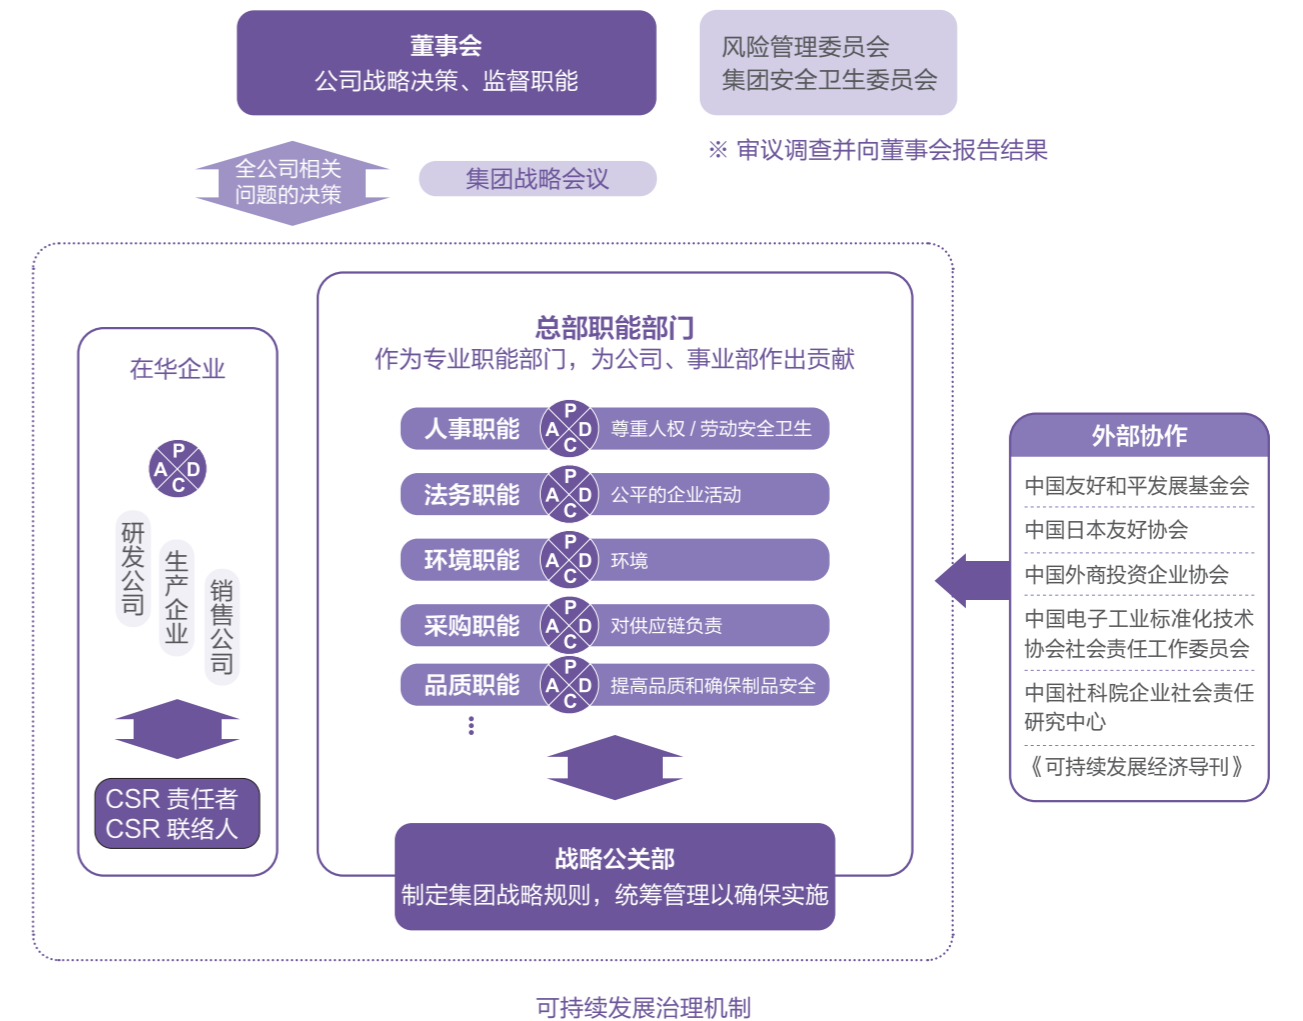 董事会
公司战略决策、监督职能
风险管理委员会
集团安全卫生委员会
※ 审议调查并向董事会报告结果
全公司相关
问题的决策
集团战略会议
在华企业
P
A D
C
研发公司
生产企业
销售公司
CSR 责任者
CSR 联络人
总部职能部门
作为专业职能部门，为公司、事业部作出贡献
人事职能 P A D C 尊重人权 / 劳动安全卫生
法务职能 P A D C 公平的企业活动
环境职能 P A D C 环境
采购职能 P A D C 对供应链负责
品质职能 P A D C 提高品质和确保制品安全
⋮
战略公关部
制定集团战略规则，统筹管理以确保实施
外部协作
中国友好和平发展基金会
中国日本友好协会
中国外商投资企业协会
中国电子工业标准化技术
协会社会责任工作委员会
中国社科院企业社会责任
研究中心
《可持续发展经济导刊》
可持续发展治理机制